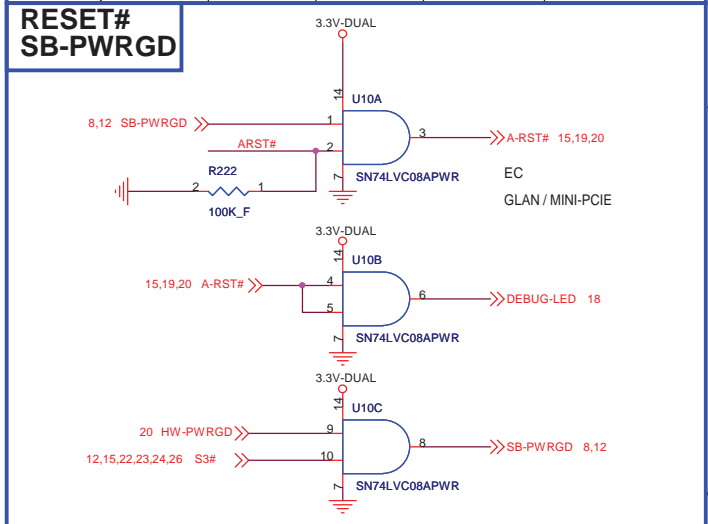 RESET#
SB-PWRGD
3.3V-DUAL
14
U10A
8,12 SB-PWRGD
1
3
A-RST# 15,19,20
ARST#
2
R222
7
SN74LVC08APWR
EC
2
1
GLAN / MINI-PCIE
100K_F
3.3V-DUAL
14
U10B
15,19,20 A-RST#
4
6
DEBUG-LED 18
5
7
SN74LVC08APWR
3.3V-DUAL
14
U10C
20 HW-PWRGD
9
8
SB-PWRGD 8,12
12,15,22,23,24,26 S3#
10
7
SN74LVC08APWR